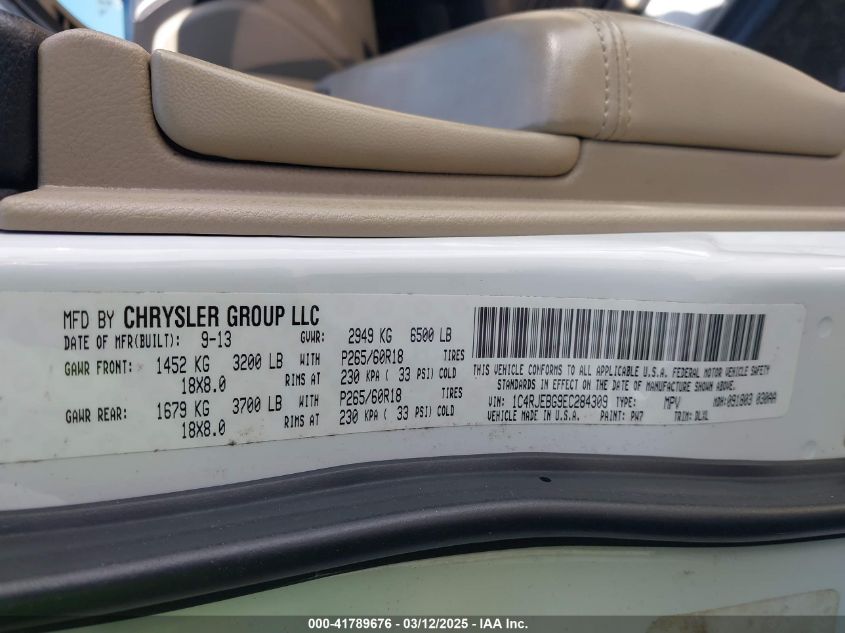 MFD BY CHRYSLER GROUP LLC
DATE OF MFR(BUILT): 9-13 GVWR: 2949 KG 6500 LB
GAWR FRONT: 1452 KG 3200 LB WITH P265/60R18 TIRES
18X8.0 RIMS AT 230 KPA ( 33 PSI) COLD
GAWR REAR: 1679 KG 3700 LB WITH P265/60R18 TIRES
18X8.0 RIMS AT 230 KPA ( 33 PSI) COLD
THIS VEHICLE CONFORMS TO ALL APPLICABLE U.S.A. FEDERAL MOTOR VEHICLE SAFETY
STANDARDS IN EFFECT ON THE DATE OF MANUFACTURE SHOWN ABOVE.
VIN: 1C4RJEBG9EC284309 TYPE: MPV MDH: 091803 030AA
VEHICLE MADE IN U.S.A. PAINT: PW7 TRIM: DLVL
000-41789676 - 03/12/2025 - IAA Inc.